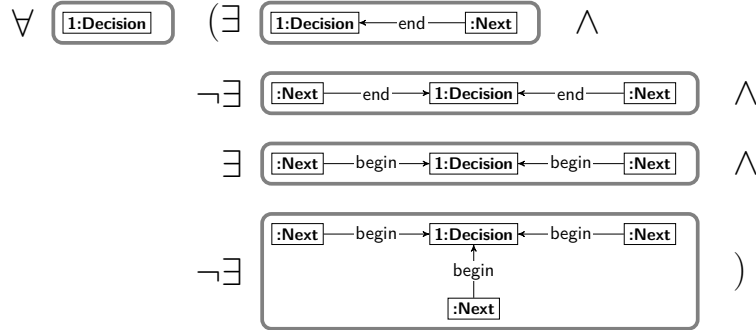 ∀ 1:Decision (∃ 1:Decision end :Next ∧
¬∃ :Next end 1:Decision end :Next ∧
∃ :Next begin 1:Decision begin :Next ∧
¬∃ :Next begin 1:Decision begin :Next )
begin
:Next